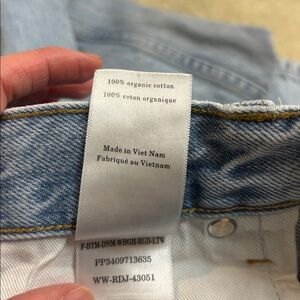 100% organic cotton
100% coton organique
Made in Viet Nam
Fabriqué au Vietnam
F-BTM-DNM-WHGH-RGD-LTW
PP3409713635
WW-RDJ-43051